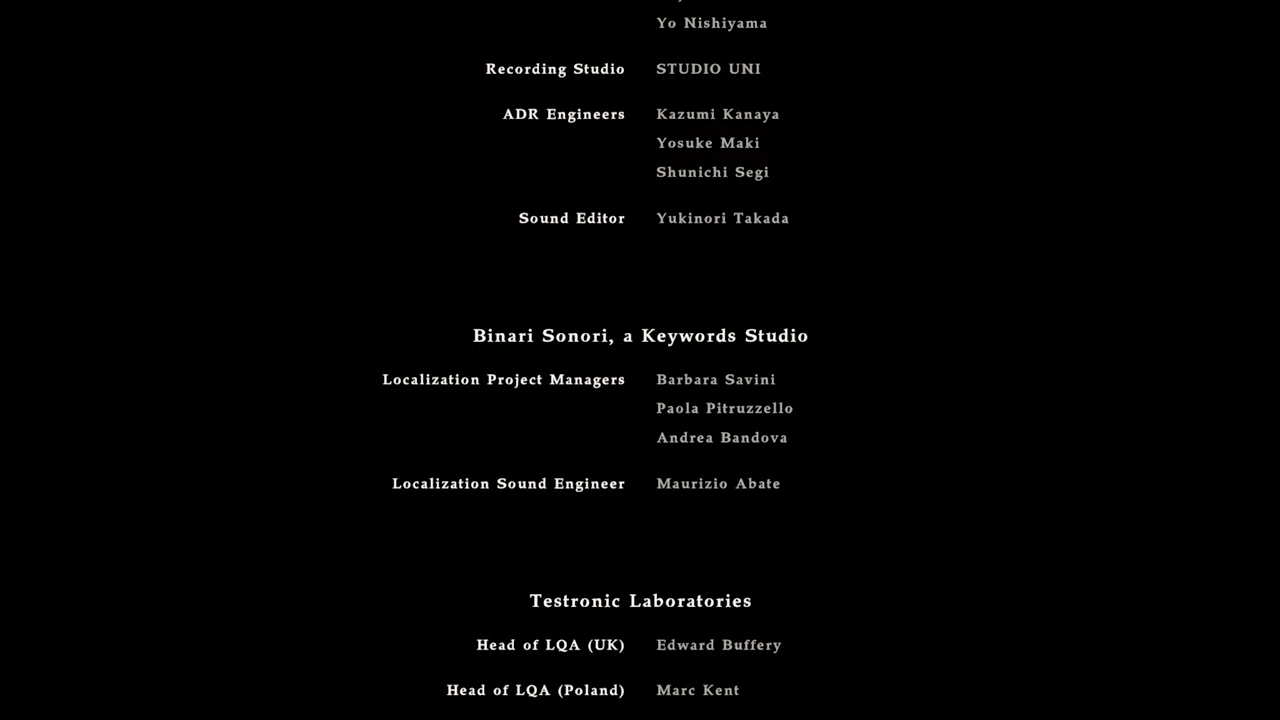 Yo Nishiyama
Recording Studio STUDIO UNI
ADR Engineers Kazumi Kanaya
Yosuke Maki
Shunichi Segi
Sound Editor Yukinori Takada
Binari Sonori, a Keywords Studio
Localization Project Managers Barbara Savini
Paola Pitruzzello
Andrea Bandova
Localization Sound Engineer Maurizio Abate
Testronic Laboratories
Head of LQA (UK) Edward Buffery
Head of LQA (Poland) Marc Kent